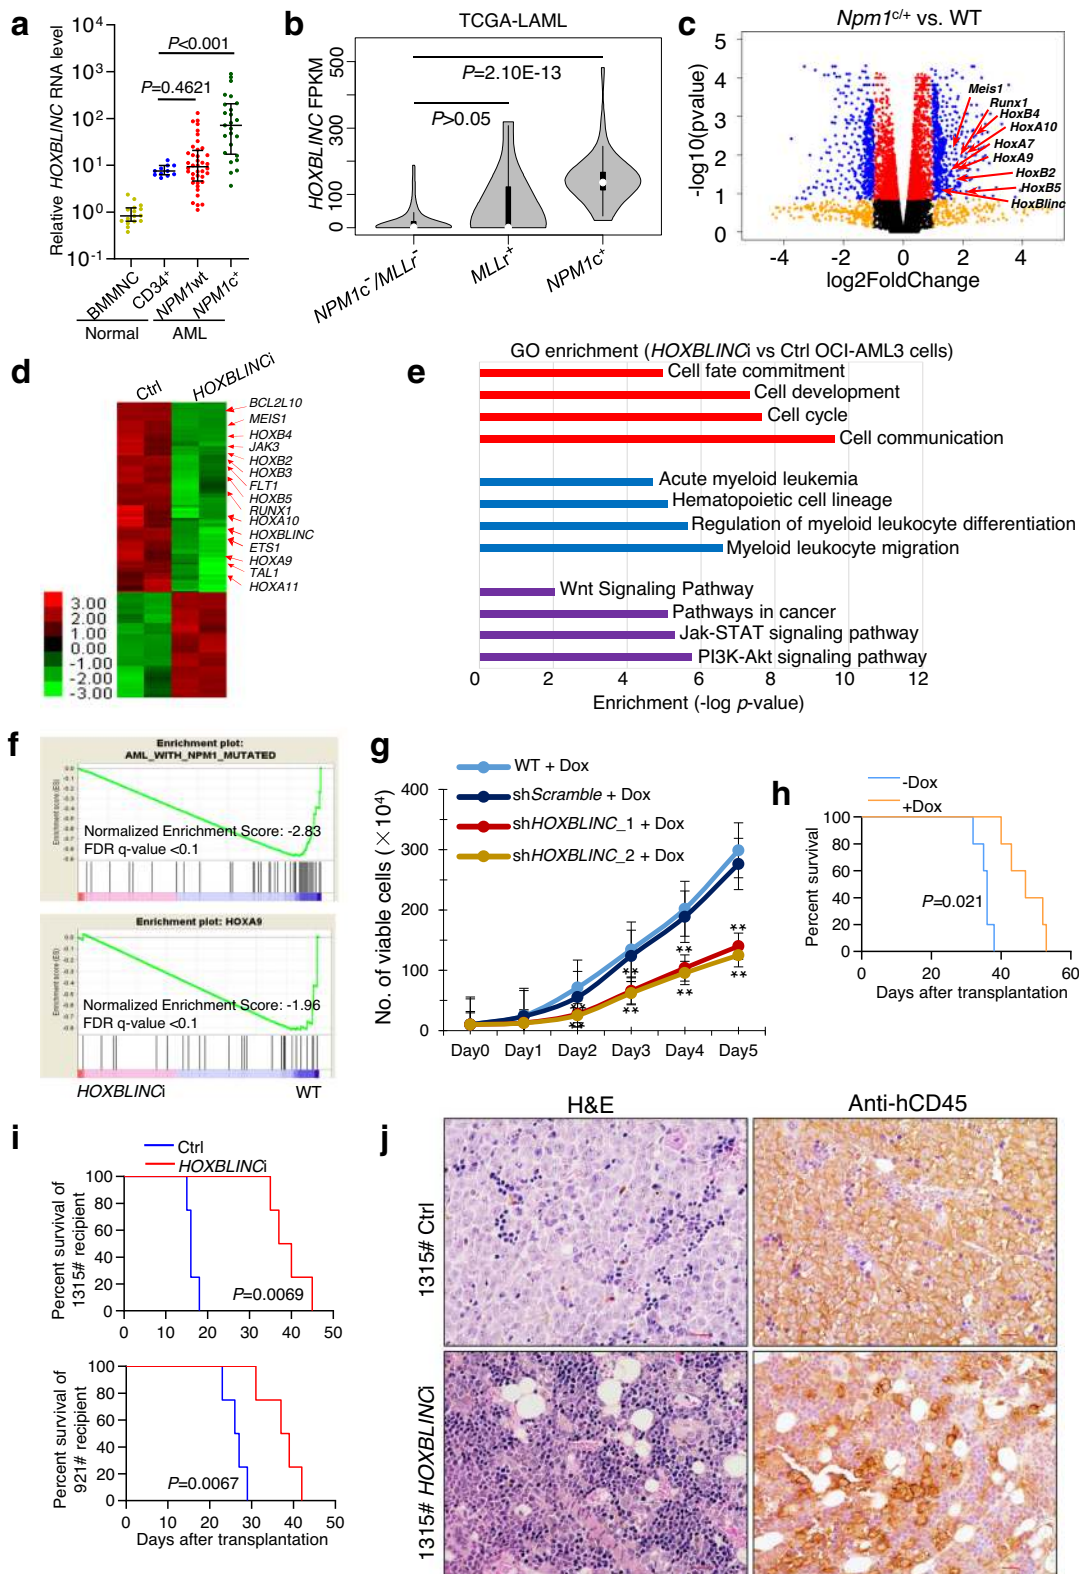 a
Relative HOXBLINC RNA level
10⁴
10³
10²
10¹
10⁰
10⁻¹
P<0.001
P=0.4621
BMMNC
CD34⁺
NPM1wt
NPM1c⁺
Normal
AML
b
TCGA-LAML
HOXBLINC FPKM
500
300
100
0
P=2.10E-13
P>0.05
NPM1c⁻/MLLr⁻
MLLr⁺
NPM1c⁺
c
Npm1ᶜ/⁺ vs. WT
-log10(pvalue)
5
4
3
2
1
0
Meis1
Runx1
HoxB4
HoxA10
HoxA7
HoxA9
HoxB2
HoxB5
HoxBlinc
-4 -2 0 2 4
log2FoldChange
d
Ctrl
HOXBLINCi
BCL2L10
MEIS1
HOXB4
JAK3
HOXB2
HOXB3
FLT1
HOXB5
RUNX1
HOXA10
HOXBLINC
ETS1
HOXA9
TAL1
HOXA11
3.00
2.00
1.00
0.00
-1.00
-2.00
-3.00
e
GO enrichment (HOXBLINCi vs Ctrl OCI-AML3 cells)
Cell fate commitment
Cell development
Cell cycle
Cell communication
Acute myeloid leukemia
Hematopoietic cell lineage
Regulation of myeloid leukocyte differentiation
Myeloid leukocyte migration
Wnt Signaling Pathway
Pathways in cancer
Jak-STAT signaling pathway
PI3K-Akt signaling pathway
0 2 4 6 8 10 12
Enrichment (-log p-value)
f
Enrichment plot:
AML_WITH_NPM1_MUTATED
Enrichment score (ES)
Normalized Enrichment Score: -2.83
FDR q-value <0.1
Enrichment plot: HOXA9
Enrichment score (ES)
Normalized Enrichment Score: -1.96
FDR q-value <0.1
HOXBLINCi WT
g
WT + Dox
shScramble + Dox
shHOXBLINC_1 + Dox
shHOXBLINC_2 + Dox
No. of viable cells (×10⁴)
400
300
200
100
0
**
**
**
**
**
**
**
**
Day0 Day1 Day2 Day3 Day4 Day5
h
-Dox
+Dox
Percent survival
100
80
60
40
20
0
P=0.021
0 20 40 60
Days after transplantation
i
Ctrl
HOXBLINCi
Percent survival of
1315# recipient
100
80
60
40
20
0
P=0.0069
0 10 20 30 40 50
Percent survival of
921# recipient
100
80
60
40
20
0
P=0.0067
0 10 20 30 40 50
Days after transplantation
j
H&E
Anti-hCD45
1315# Ctrl
1315# HOXBLINCi